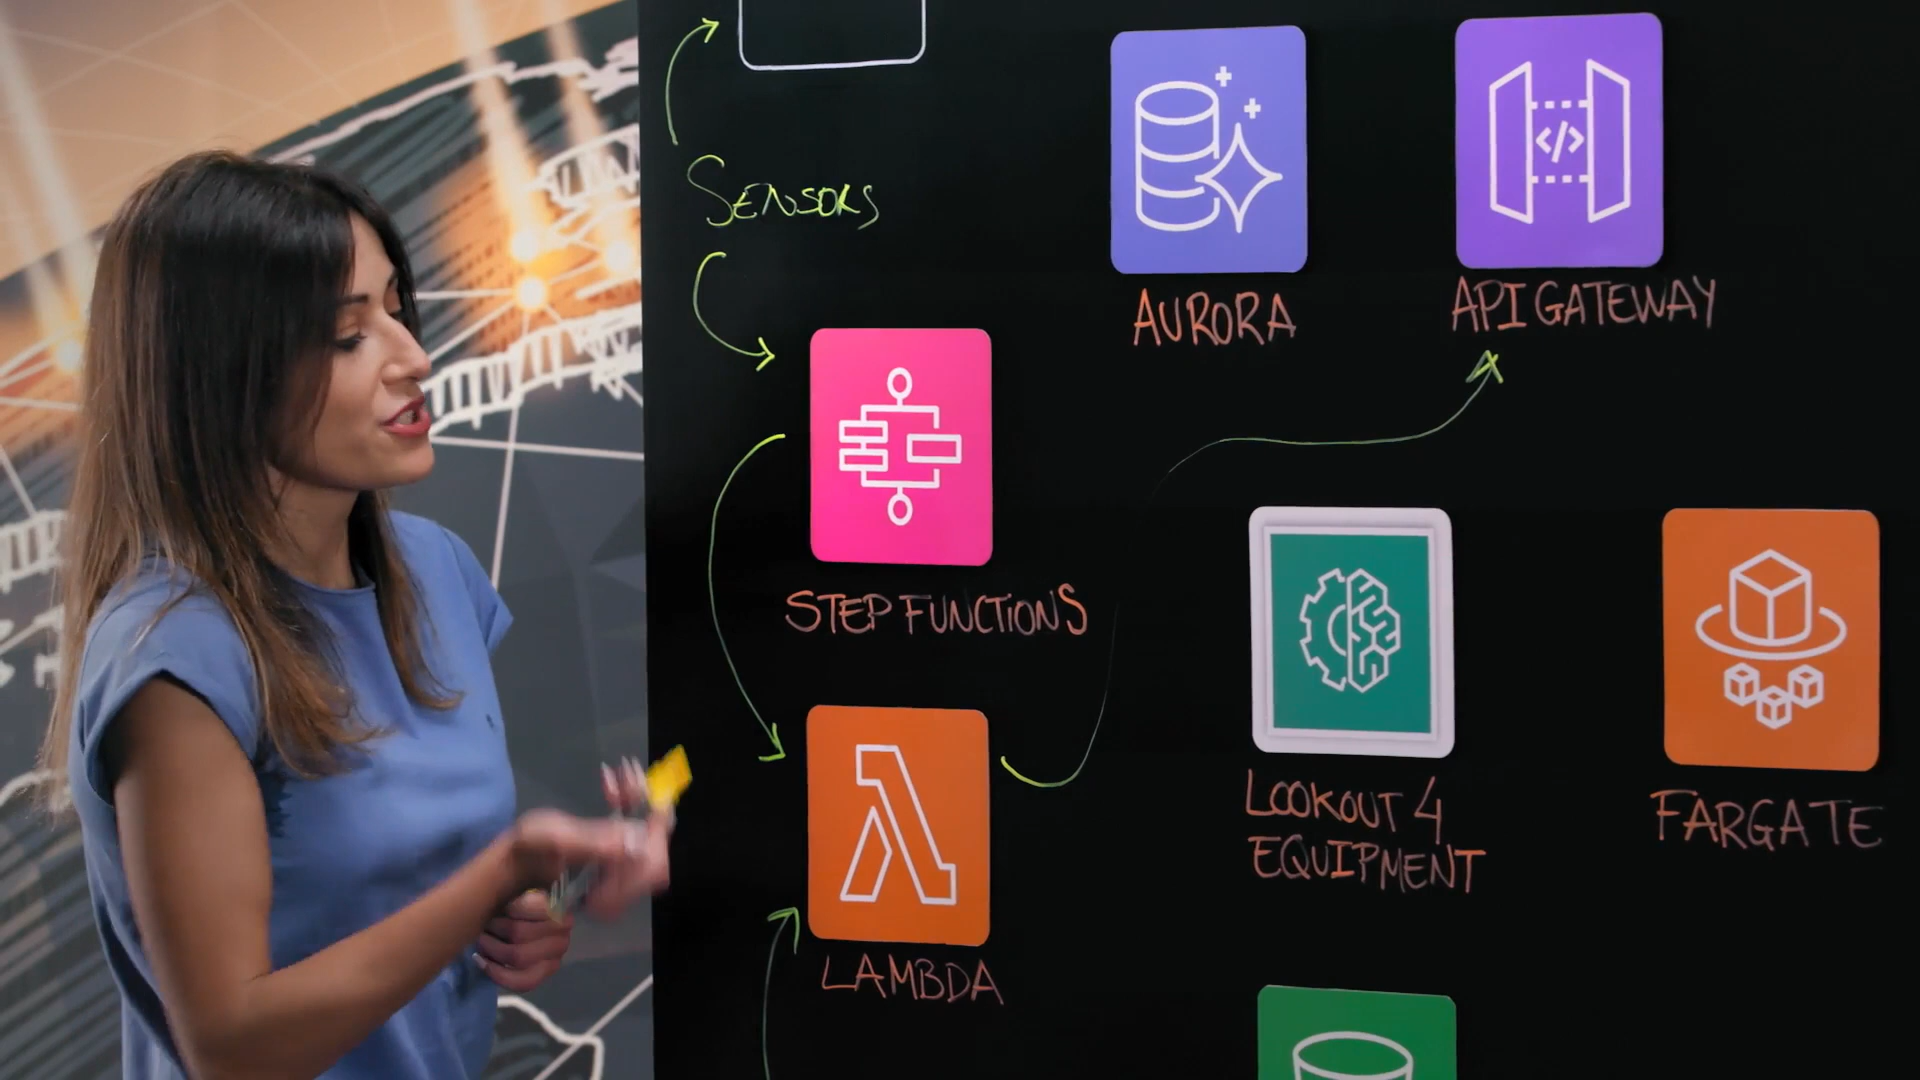 SENSORS
AURORA
API GATEWAY
</>
STEP FUNCTIONS
LOOKOUT 4
EQUIPMENT
FARGATE
LAMBDA